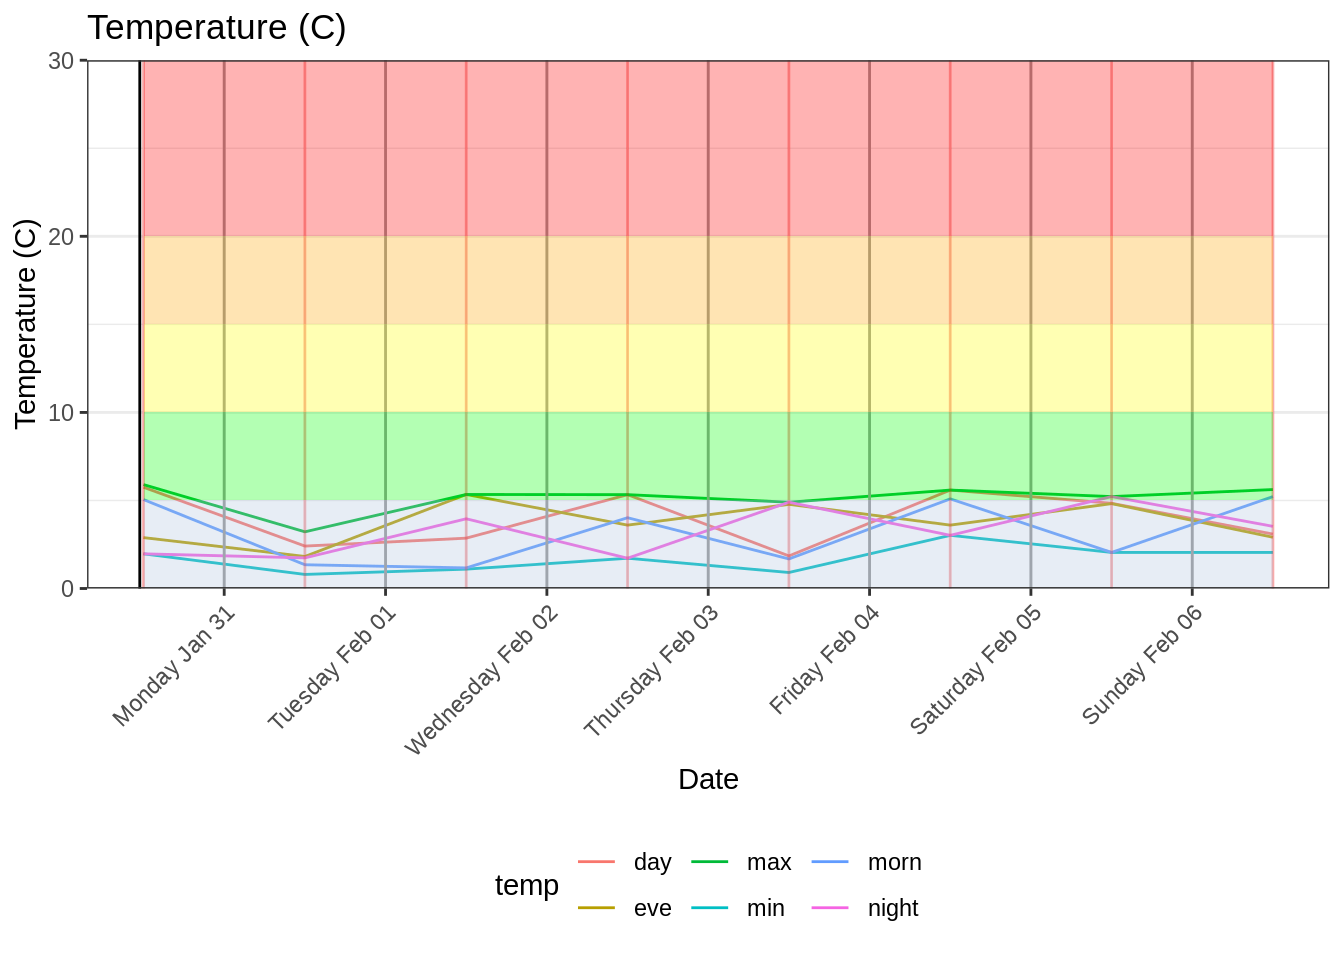 Temperature (C)
30
20
10
0
Temperature (C)
Monday Jan 31
Tuesday Feb 01
Wednesday Feb 02
Thursday Feb 03
Friday Feb 04
Saturday Feb 05
Sunday Feb 06
Date
temp
day max morn
eve min night